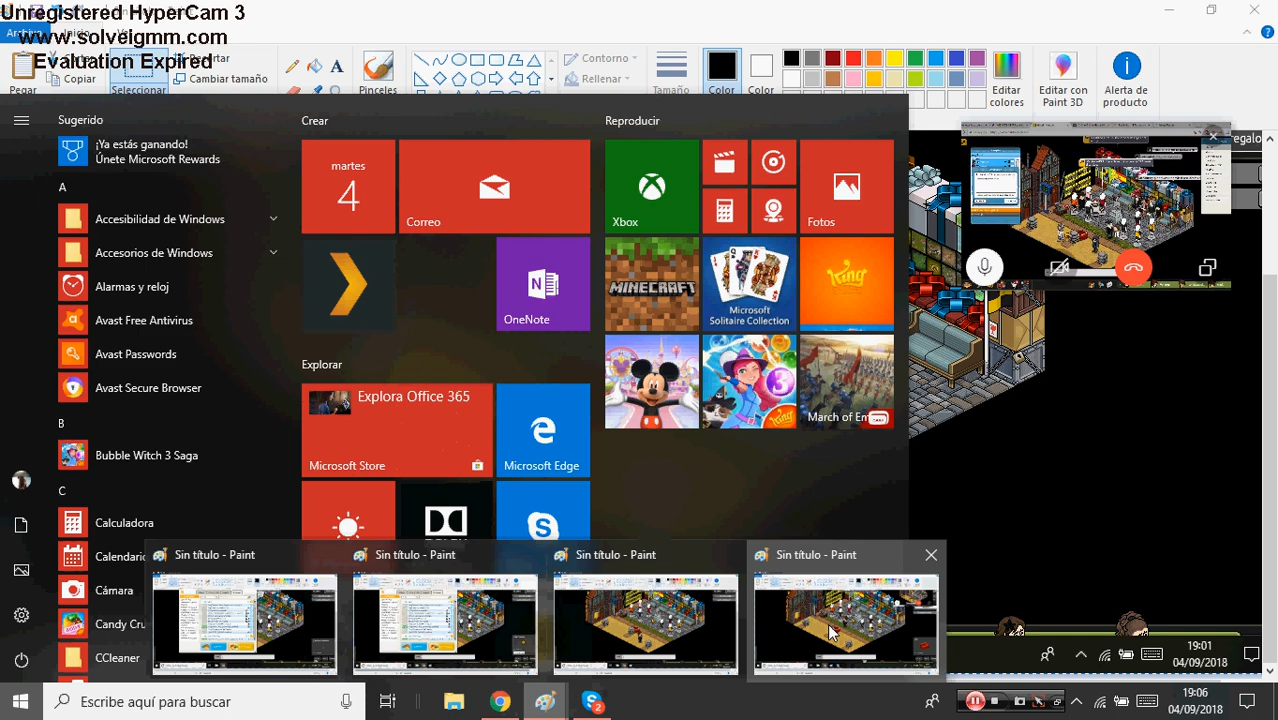 Unregistered HyperCam 3
www.solveigmm.com
Evaluation Expired
Archivo
Inicio
Pegar
Copiar
Recortar
Cambiar tamaño
Seleccionar
Pinceles
Contorno
Rellenar
Tamaño
Color
Color
Editar
colores
Editar con
Paint 3D
Alerta de
producto
Sugerido
Únete Microsoft Rewards
A
Accesibilidad de Windows
Accesorios de Windows
Alarmas y reloj
Avast Free Antivirus
Avast Passwords
Avast Secure Browser
B
Bubble Witch 3 Saga
C
Calculadora
Calendario
Cámara
CCleaner
Crear
martes
4
Correo
OneNote
Explorar
Explora Office 365
Microsoft Store
Microsoft Edge
Reproducir
Xbox
Fotos
MINECRAFT
Microsoft
Solitaire Collection
King
King
March of Em
Sin título - Paint
Sin título - Paint
Sin título - Paint
Sin título - Paint
19:01
04/09/2018
Escribe aquí para buscar
2
19:06
04/09/2018